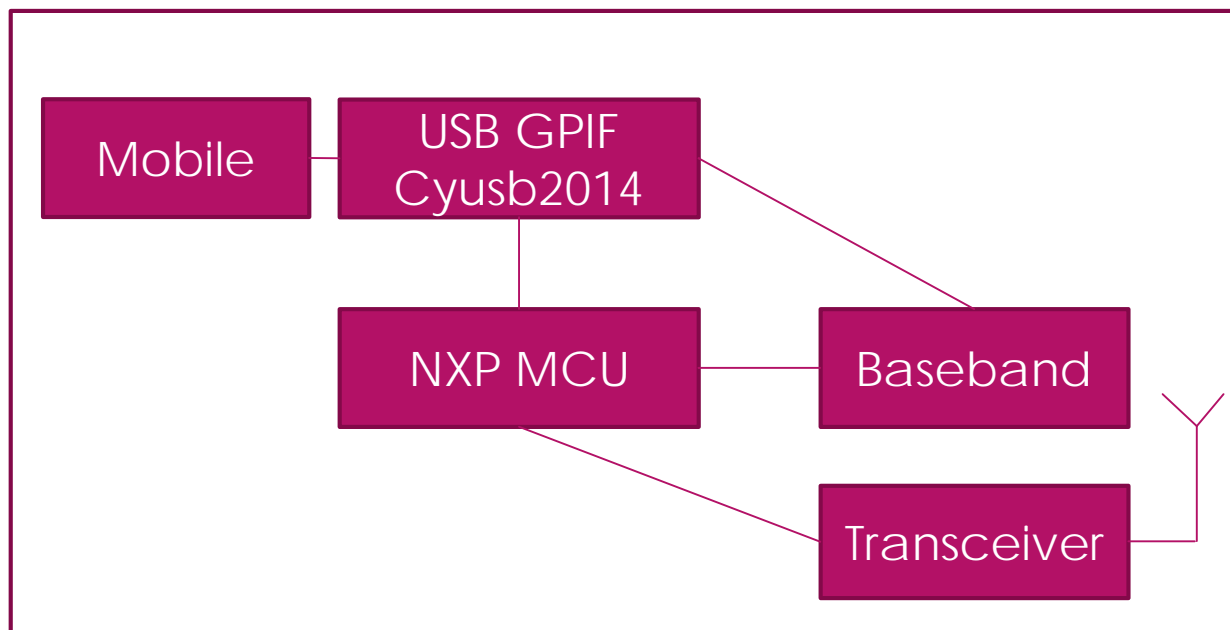 Mobile
USB GPIF
Cyusb2014
NXP MCU
Baseband
Transceiver